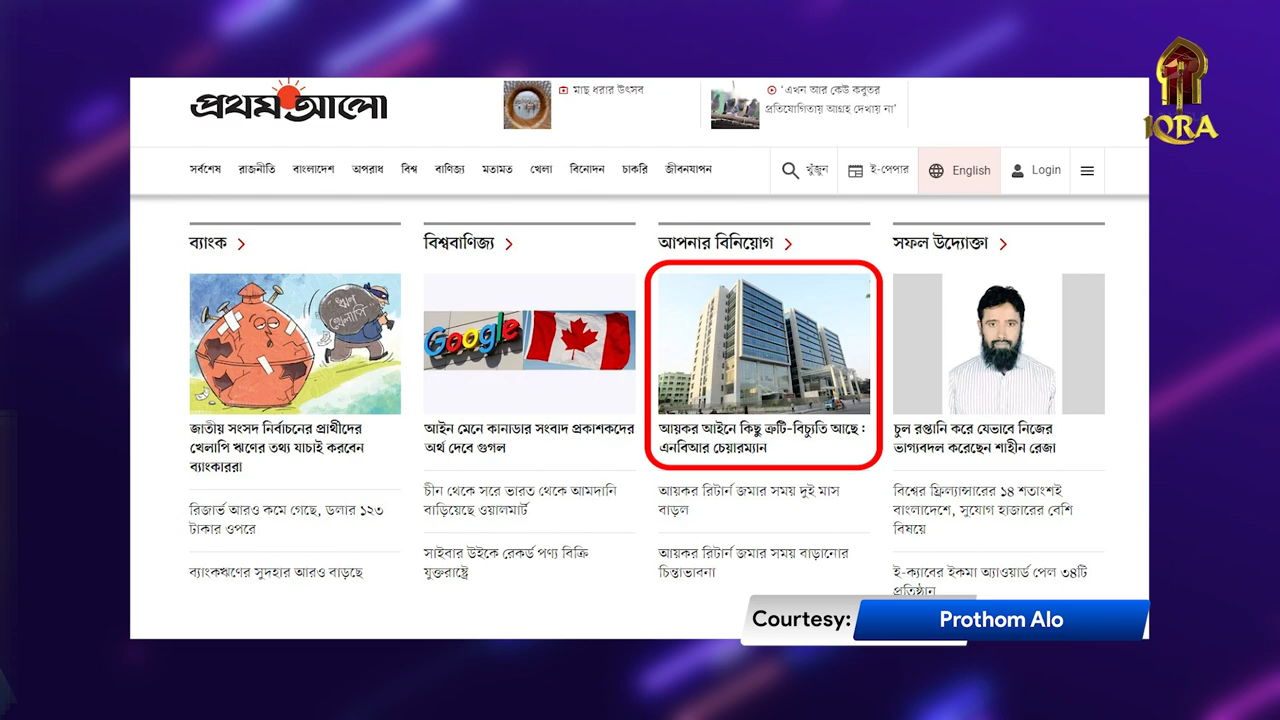 প্রথম আলো
মাছ ধরার উৎসব
‘এখন আর কেউ কবুতর
প্রতিযোগিতায় আগ্রহ দেখায় না’
IQRA
সর্বশেষ রাজনীতি বাংলাদেশ অপরাধ বিশ্ব বাণিজ্য মতামত খেলা বিনোদন চাকরি জীবনযাপন খুঁজুন ই-পেপার English Login
ব্যাংক
ঋণ
খেলাপি
জাতীয় সংসদ নির্বাচনের প্রার্থীদের
খেলাপি ঋণের তথ্য যাচাই করবেন
ব্যাংকাররা
রিজার্ভ আরও কমে গেছে, ডলার ১২৩
টাকার ওপরে
ব্যাংকঋণের সুদহার আরও বাড়ছে
বিশ্ববাণিজ্য
Google
আইন মেনে কানাডার সংবাদ প্রকাশকদের
অর্থ দেবে গুগল
চীন থেকে সরে ভারত থেকে আমদানি
বাড়িয়েছে ওয়ালমার্ট
সাইবার উইকে রেকর্ড পণ্য বিক্রি
যুক্তরাষ্ট্রে
আপনার বিনিয়োগ
আয়কর আইনে কিছু ত্রুটি-বিচ্যুতি আছে :
এনবিআর চেয়ারম্যান
আয়কর রিটার্ন জমার সময় দুই মাস
বাড়ল
আয়কর রিটার্ন জমার সময় বাড়ানোর
চিন্তাভাবনা
সফল উদ্যোক্তা
চুল রপ্তানি করে যেভাবে নিজের
ভাগ্যবদল করেছেন শাহীন রেজা
বিশ্বের ফ্রিল্যান্সারের ১৪ শতাংশই
বাংলাদেশে, সুযোগ হাজারের বেশি
বিষয়ে
ই-ক্যাবের ইকমা অ্যাওয়ার্ড পেল ৩৪টি
প্রতিষ্ঠান
Courtesy: Prothom Alo